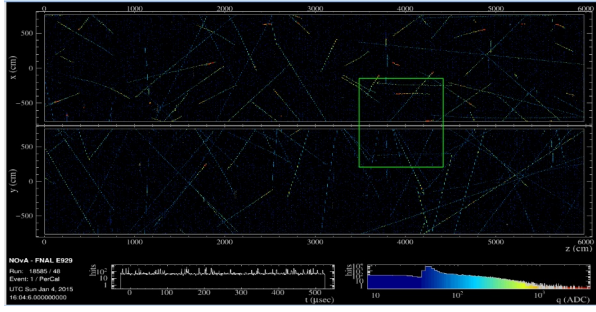 0 1000 2000 3000 4000 5000 6000
x (cm)
500
0
−500
y (cm)
500
0
−500
0 1000 2000 3000 4000 5000 6000
z (cm)
NOvA - FNAL E929
Run: 18585 / 48
Event: 1 / PerCal
UTC Sun Jan 4, 2015
16:04:6.000000000
hits
10²
10
1
0 100 200 300 400 500
t (μsec)
hits
10 10² 10³
q (ADC)